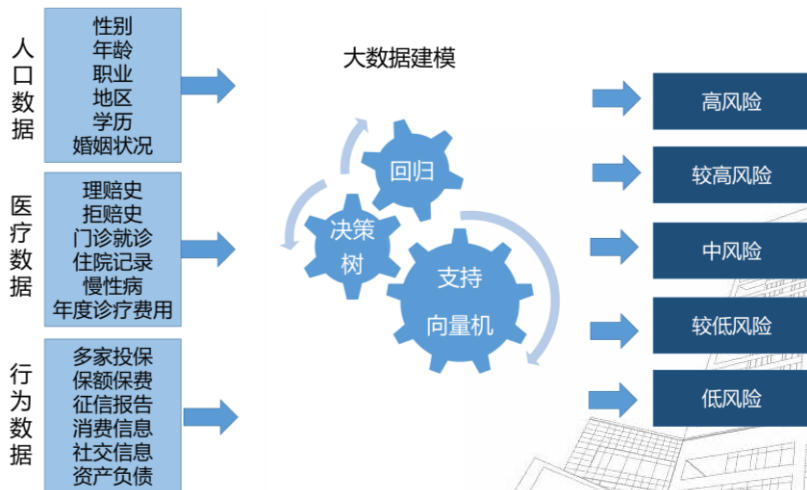 人口数据
性别
年龄
职业
地区
学历
婚姻状况
医疗数据
理赔史
拒赔史
门诊就诊
住院记录
慢性病
年度诊疗费用
行为数据
多家投保
保额保费
征信报告
消费信息
社交信息
资产负债
大数据建模
回归
决策
树
支持
向量机
高风险
较高风险
中风险
较低风险
低风险